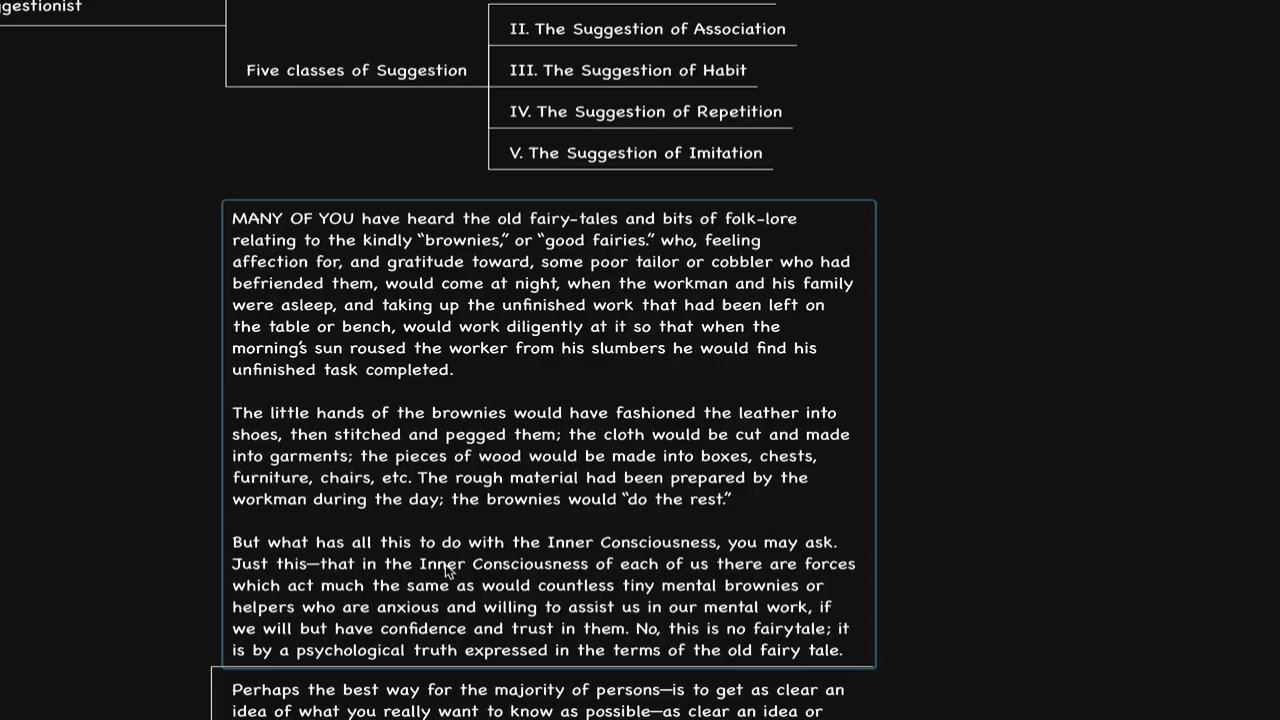 gestionist
II. The Suggestion of Association
Five classes of Suggestion
III. The Suggestion of Habit
IV. The Suggestion of Repetition
V. The Suggestion of Imitation
MANY OF YOU have heard the old fairy-tales and bits of folk-lore
relating to the kindly “brownies,” or “good fairies.” who, feeling
affection for, and gratitude toward, some poor tailor or cobbler who had
befriended them, would come at night, when the workman and his family
were asleep, and taking up the unfinished work that had been left on
the table or bench, would work diligently at it so that when the
morning’s sun roused the worker from his slumbers he would find his
unfinished task completed.
The little hands of the brownies would have fashioned the leather into
shoes, then stitched and pegged them; the cloth would be cut and made
into garments; the pieces of wood would be made into boxes, chests,
furniture, chairs, etc. The rough material had been prepared by the
workman during the day; the brownies would “do the rest.”
But what has all this to do with the Inner Consciousness, you may ask.
Just this—that in the Inner Consciousness of each of us there are forces
which act much the same as would countless tiny mental brownies or
helpers who are anxious and willing to assist us in our mental work, if
we will but have confidence and trust in them. No, this is no fairytale; it
is by a psychological truth expressed in the terms of the old fairy tale.
Perhaps the best way for the majority of persons—is to get as clear an
idea of what you really want to know as possible—as clear an idea or